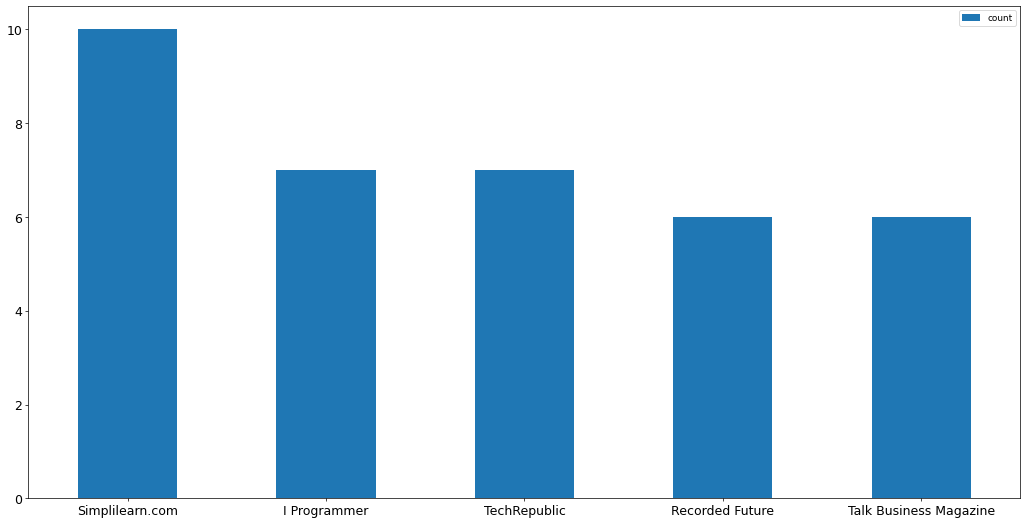 count
10
8
6
4
2
0
Simplilearn.com
I Programmer
TechRepublic
Recorded Future
Talk Business Magazine